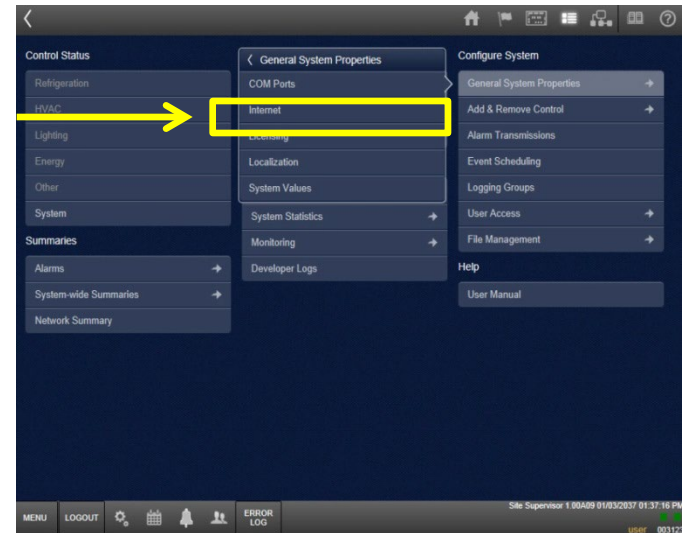 Control Status
Refrigeration
HVAC
Lighting
Energy
Other
System
Summaries
Alarms
System-wide Summaries
Network Summary
General System Properties
COM Ports
Internet
Licensing
Localization
System Values
System Statistics
Monitoring
Developer Logs
Configure System
General System Properties
Add & Remove Control
Alarm Transmissions
Event Scheduling
Logging Groups
User Access
File Management
Help
User Manual
MENU
LOGOUT
ERROR
LOG
Site Supervisor 1.00A09 01/03/2037 01:37:16 PM
user 003123